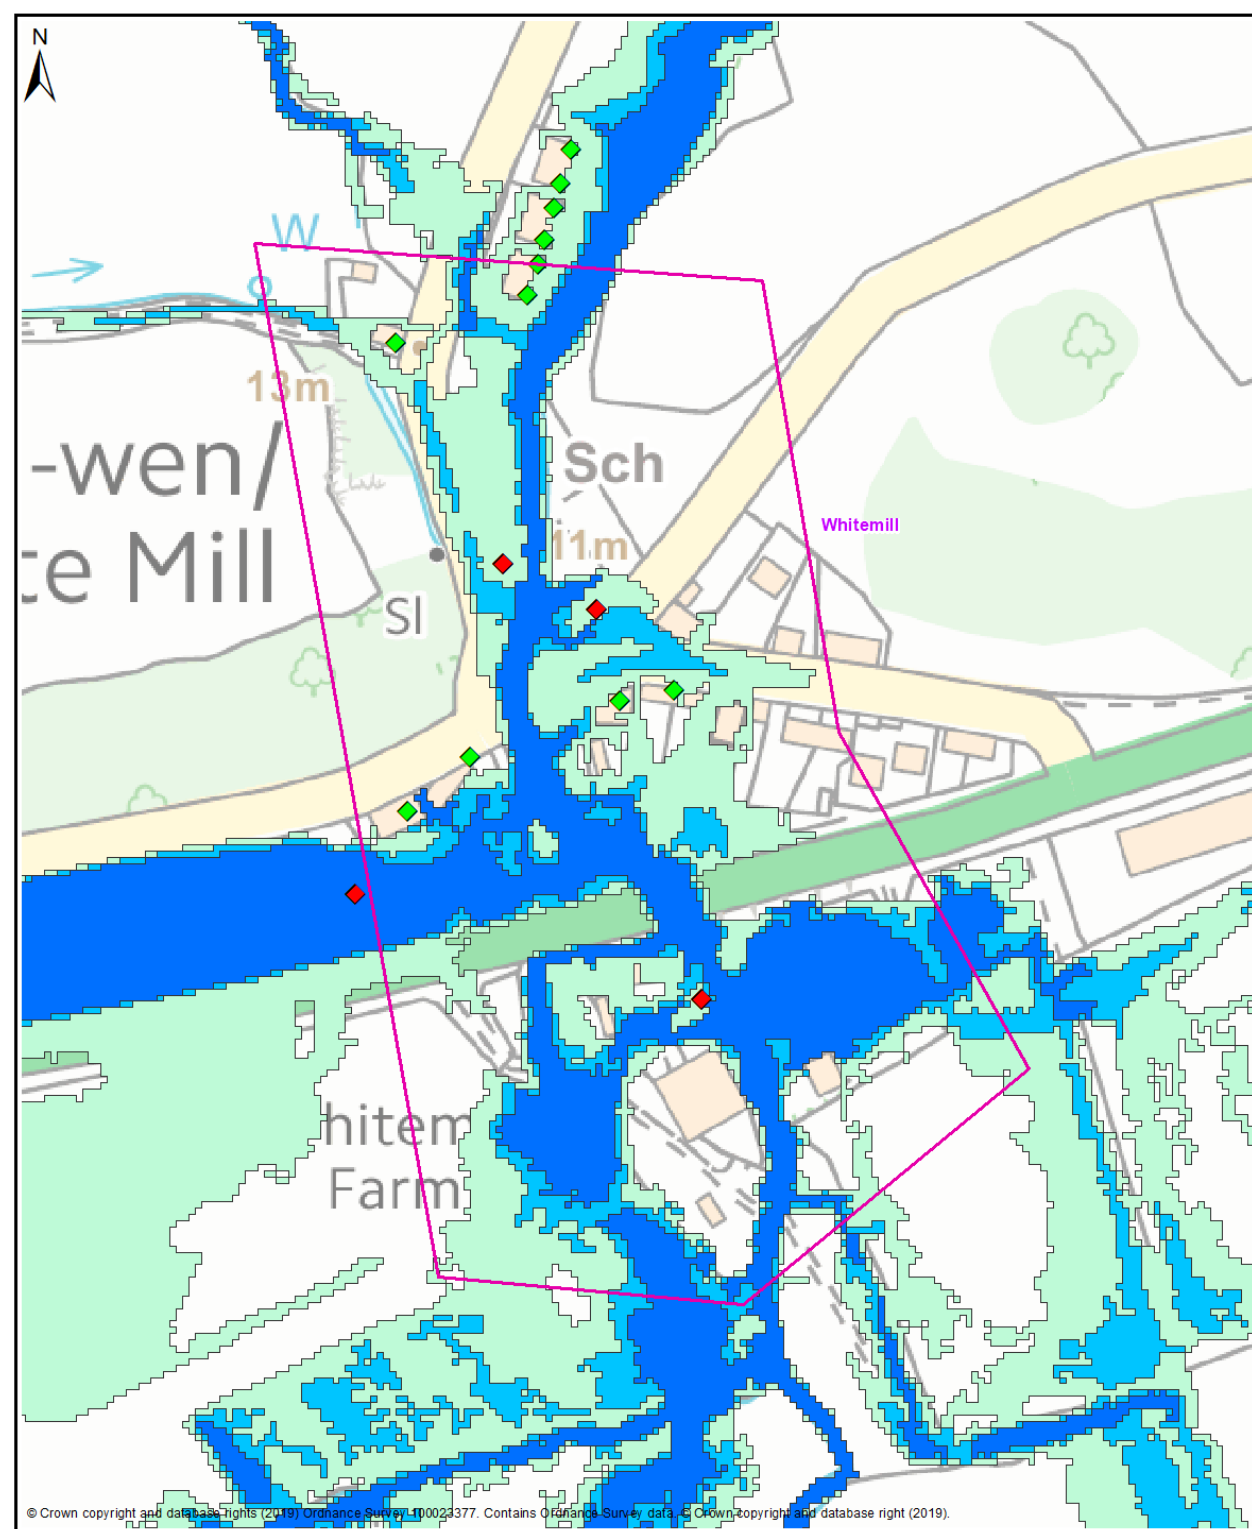 N
W
13m
-wen/
Sch
Whitemill
11m
te Mill
Sl
hitem
Farm
© Crown copyright and database rights (2019) Ordnance Survey 100023377. Contains Ordnance Survey data. © Crown copyright and database right (2019).